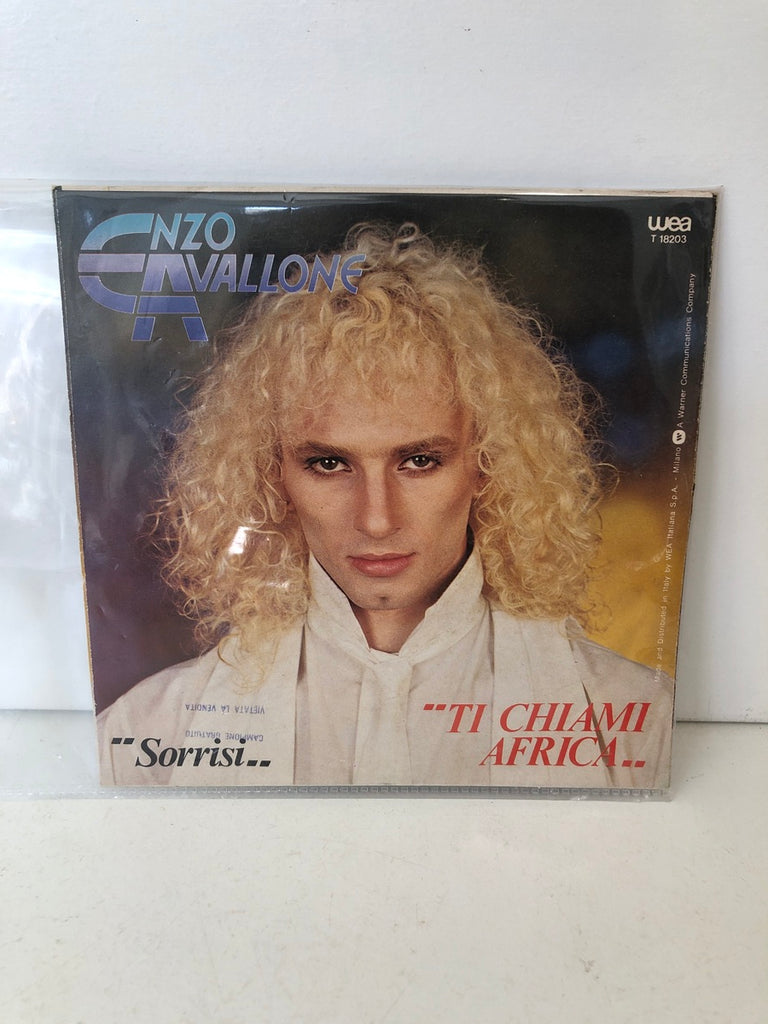 ENZO
CAVALLONE
wea
T 18203
Made and Distributed in Italy by WEA Italiana S.p.A. - Milano W A Warner Communications Company
CAMPIONE GRATUITO
VIETATA LA VENDITA
"Sorrisi"
"TI CHIAMI
AFRICA"